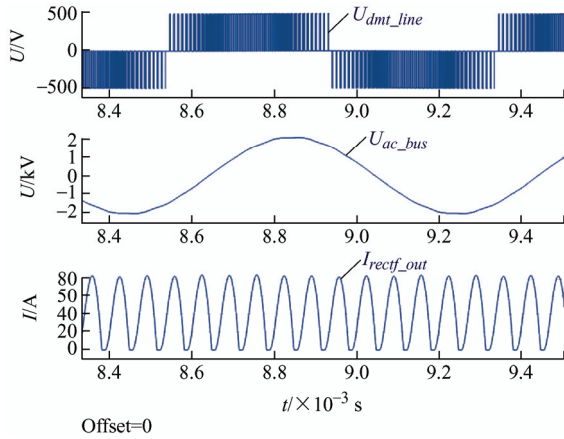 500
0
−500
U/V
U_dmt_line
8.4 8.6 8.8 9.0 9.2 9.4
2
1
0
−1
−2
U/kV
U_ac_bus
8.4 8.6 8.8 9.0 9.2 9.4
80
60
40
20
0
I/A
I_rectf_out
8.4 8.6 8.8 9.0 9.2 9.4
t/×10⁻³ s
Offset=0